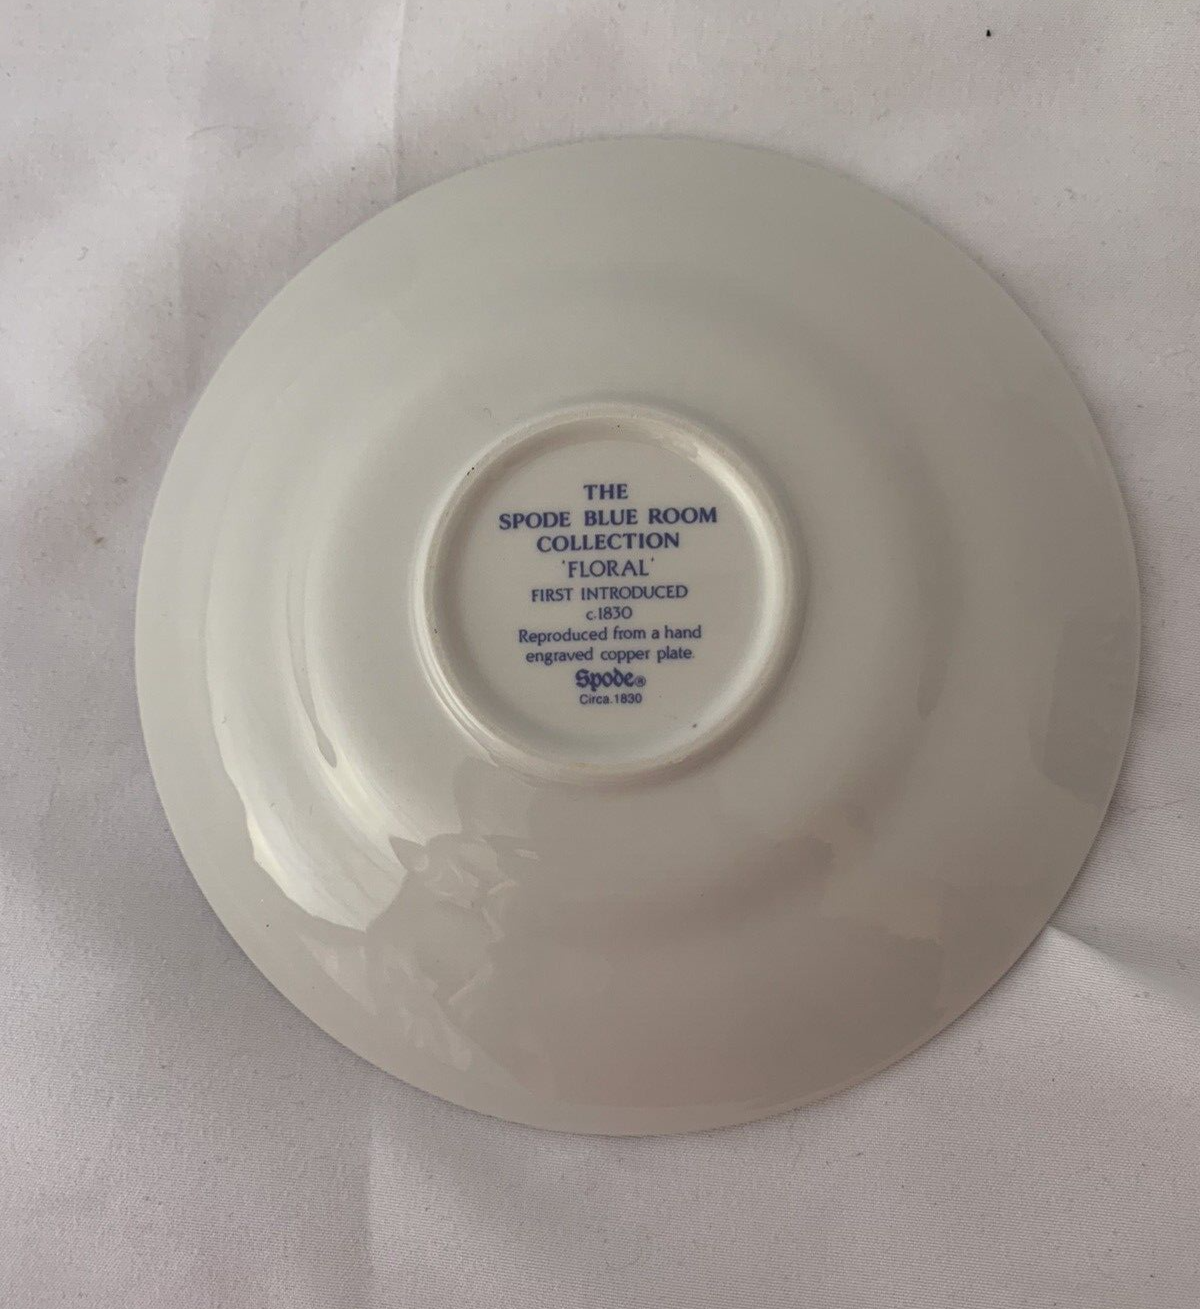 THE
SPODE BLUE ROOM
COLLECTION
'FLORAL'
FIRST INTRODUCED
c.1830
Reproduced from a hand
engraved copper plate.
Spode®
Circa.1830